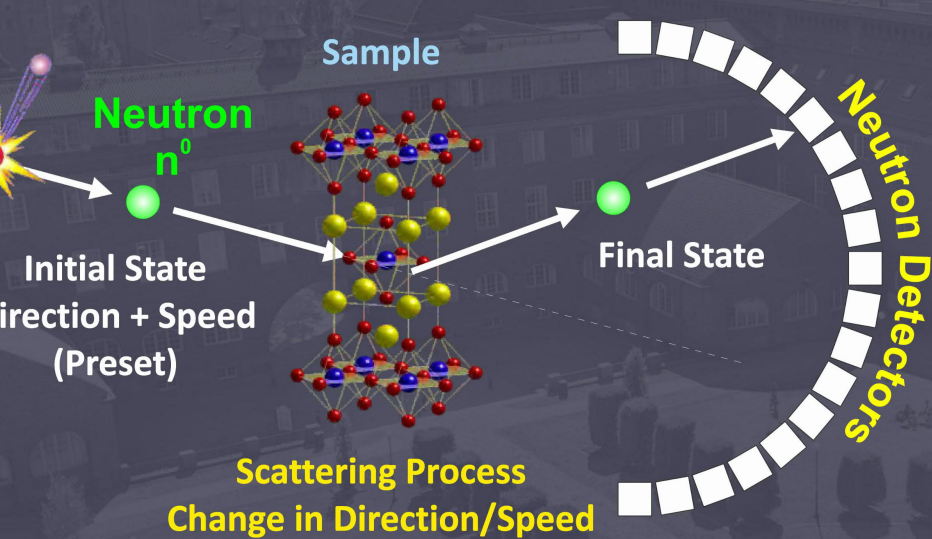 Sample
Neutron
n⁰
Initial State
irection + Speed
(Preset)
Final State
Neutron Detectors
Scattering Process
Change in Direction/Speed